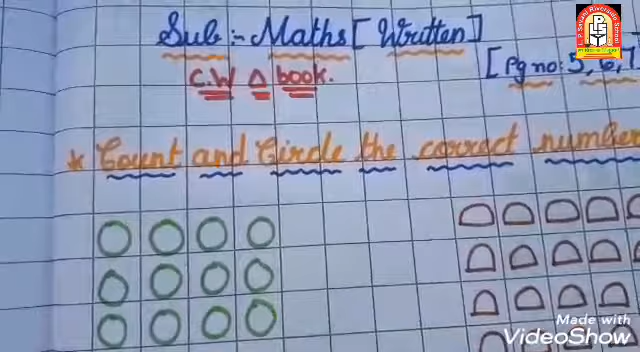 Sub :- Maths [Written]
C.W △ book.
[Pg no: 5, 6, 7
* Count and Circle the correct number
Made with
VideoShow